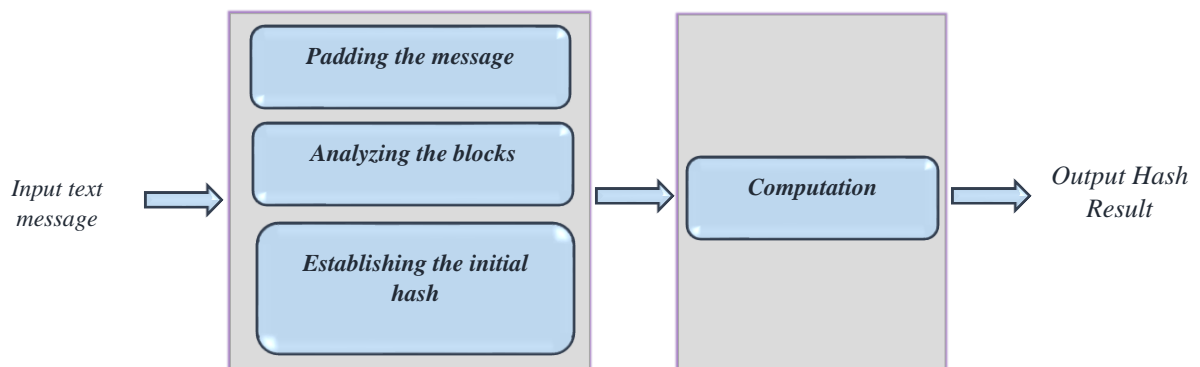 Input text
message
Padding the message
Analyzing the blocks
Establishing the initial
hash
Computation
Output Hash
Result